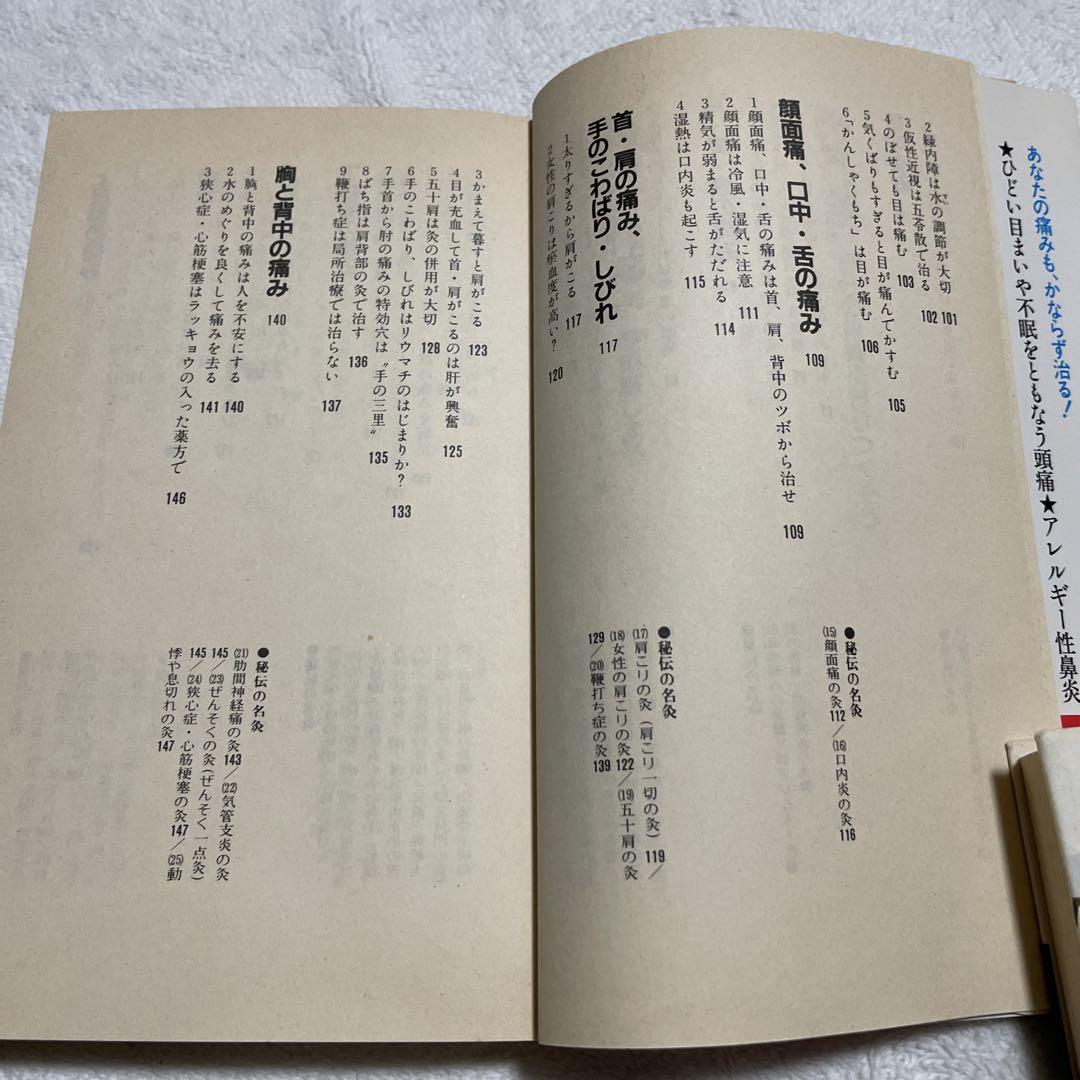 あなたの痛みも、かならず治る!
★ひどい目まいや不眠をともなう頭痛★アレルギー性鼻炎
2緑内障は水の調節が大切 101
3仮性近視は五苓散で治る 102
4のぼせても目は痛む 103
5気くばりもすぎると目が痛んでかすむ 105
6「かんしゃくもち」は目が痛む 106
顔面痛、口中・舌の痛み 109
1顔面痛、口中・舌の痛みは首、肩、背中のツボから治せ 109
2顔面痛は冷風・湿気に注意 111
3精気が弱まると舌がただれる 114
4湿熱は口内炎も起こす 115
●秘伝の名灸
⒂顔面痛の灸112/⒃口内炎の灸116
首・肩の痛み、
手のこわばり・しびれ 117
1太りすぎるから肩がこる 117
2女性の肩こりは瘀血度が高い? 120
●秘伝の名灸
⒄肩こりの灸(肩こり一切の灸)119/
⒅女性の肩こりの灸122/⒆五十肩の灸
129/⒇鞭打ち症の灸139
3かまえて暮すと肩がこる 123
4目が充血して首・肩がこるのは肝が興奮 125
5五十肩は灸の併用が大切 128
6手のこわばり、しびれはリウマチのはじまりか? 133
7手首から肘の痛みの特効穴は〝手の三里〟 135
8ばち指は肩背部の灸で治す 136
9鞭打ち症は局所治療では治らない 137
胸と背中の痛み 140
1胸と背中の痛みは人を不安にする 140
2水のめぐりを良くして痛みを去る 141
3狭心症・心筋梗塞はラッキョウの入った薬方で 146
●秘伝の名灸
(21)肋間神経痛の灸143/(22)気管支炎の灸
145/(23)ぜんそくの灸(ぜんそく一点灸)
145/(24)狭心症・心筋梗塞の灸147/(25)動
悸や息切れの灸147